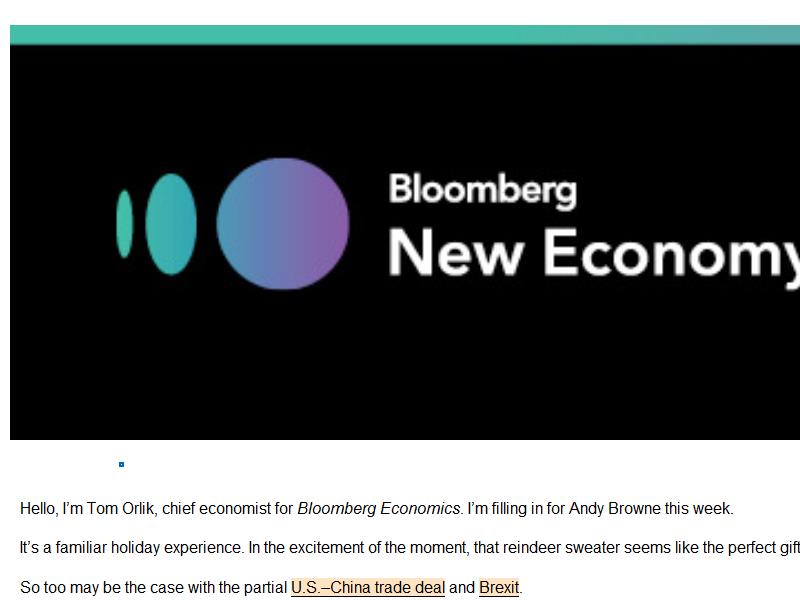 Bloomberg
New Economy
Hello, I’m Tom Orlik, chief economist for Bloomberg Economics. I’m filling in for Andy Browne this week.
It’s a familiar holiday experience. In the excitement of the moment, that reindeer sweater seems like the perfect gift
So too may be the case with the partial U.S.–China trade deal and Brexit.